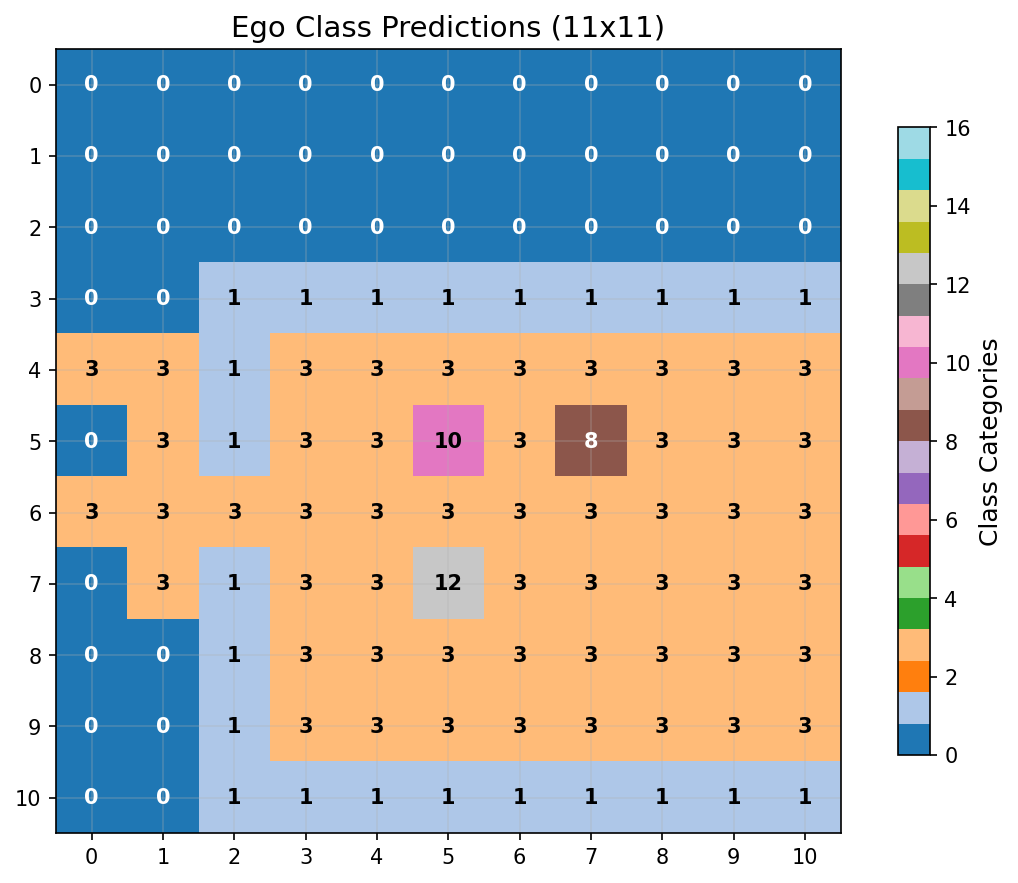 Ego Class Predictions (11x11)
0 0 0 0 0 0 0 0 0 0 0 0
1 0 0 0 0 0 0 0 0 0 0 0
2 0 0 0 0 0 0 0 0 0 0 0
3 0 0 1 1 1 1 1 1 1 1 1
4 3 3 1 3 3 3 3 3 3 3 3
5 0 3 1 3 3 10 3 8 3 3 3
6 3 3 3 3 3 3 3 3 3 3 3
7 0 3 1 3 3 12 3 3 3 3 3
8 0 0 1 3 3 3 3 3 3 3 3
9 0 0 1 3 3 3 3 3 3 3 3
10 0 0 1 1 1 1 1 1 1 1 1
0 1 2 3 4 5 6 7 8 9 10
16
14
12
10
8
6
4
2
0
Class Categories